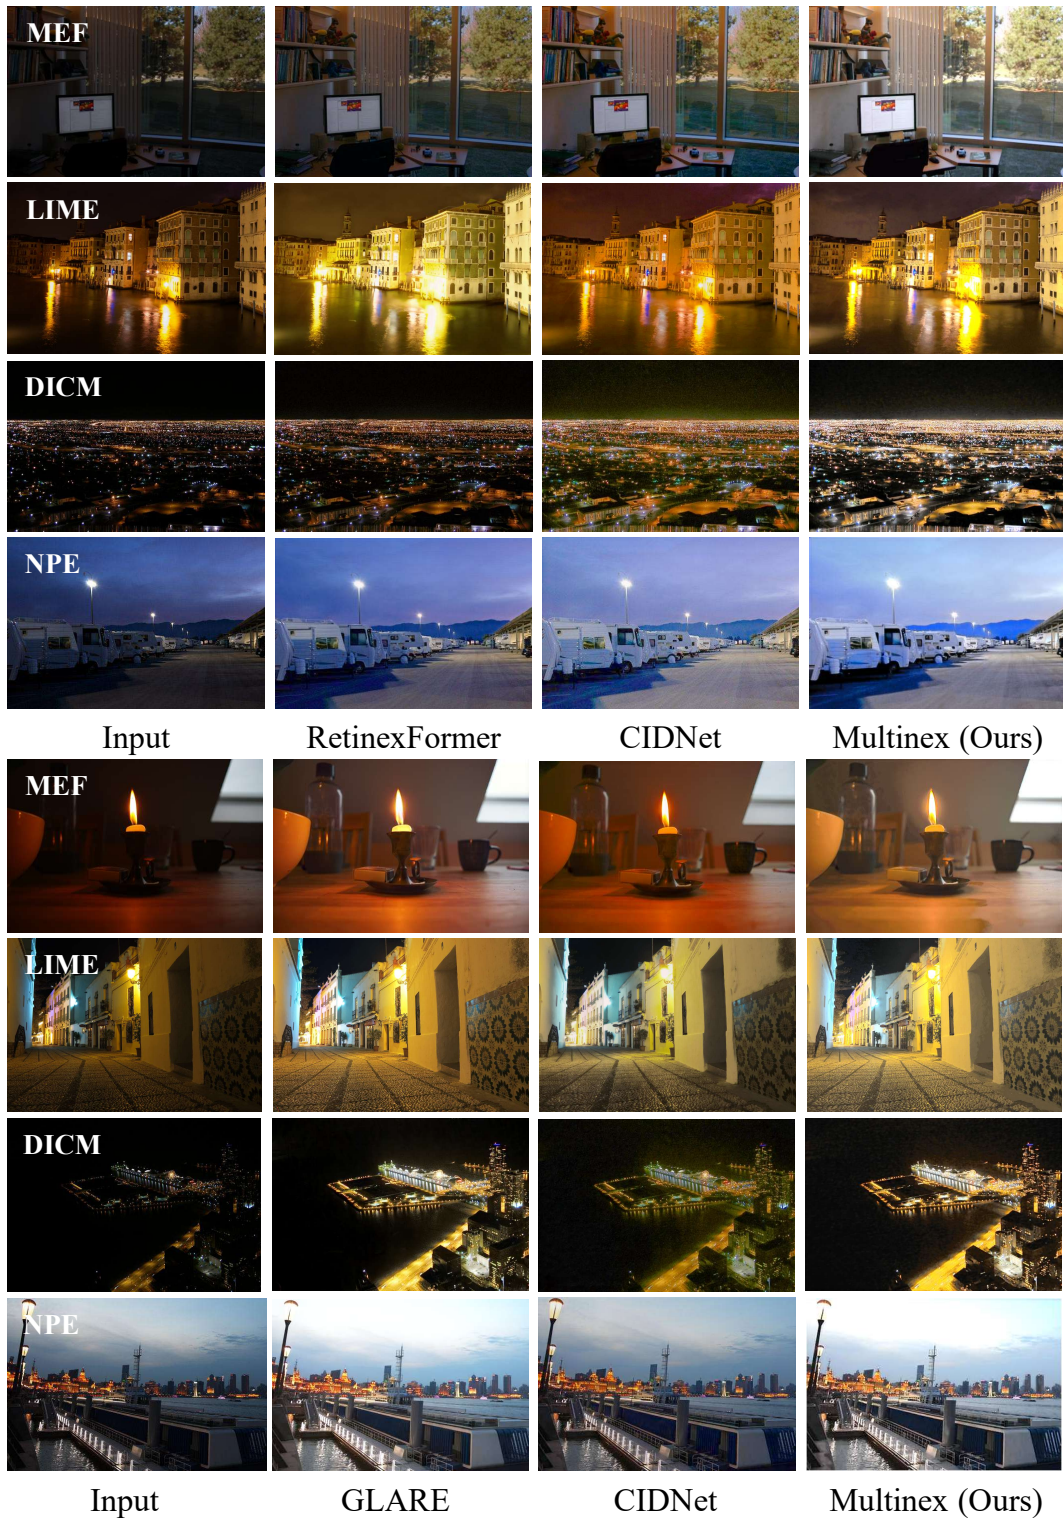 MEF
LIME
DICM
NPE
Input RetinexFormer CIDNet Multinex (Ours)
MEF
LIME
DICM
NPE
Input GLARE CIDNet Multinex (Ours)